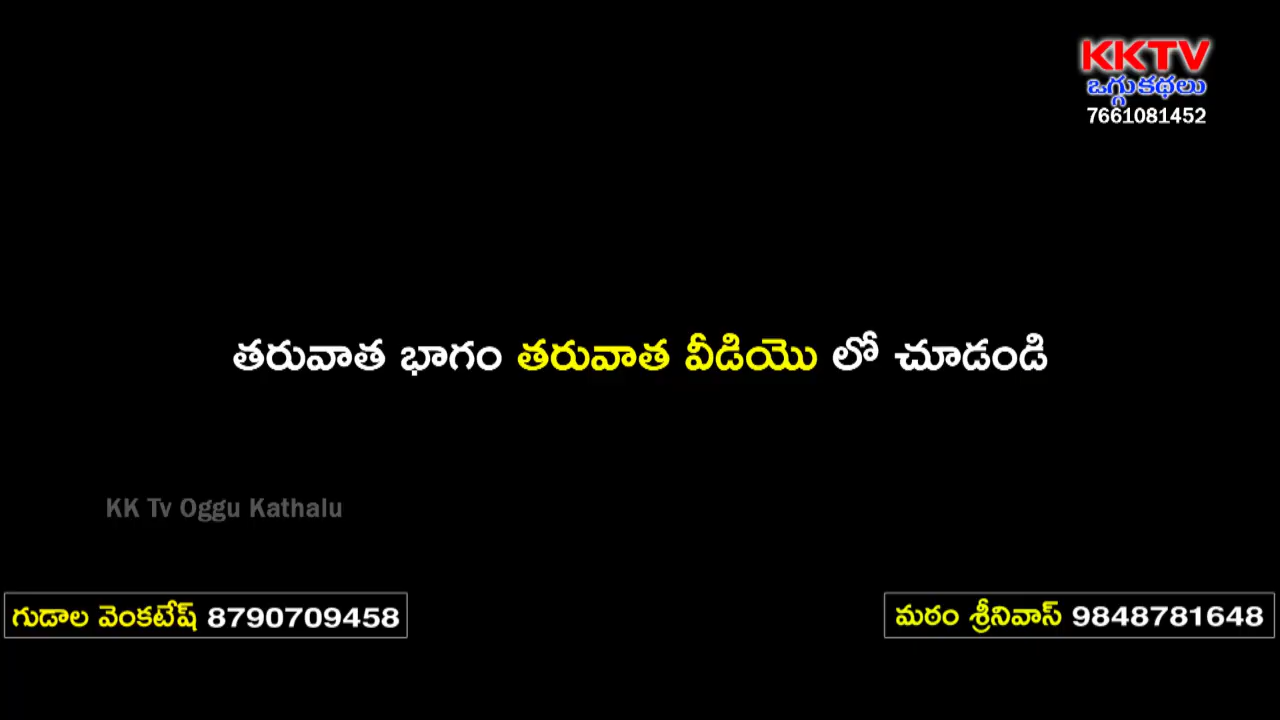 KKTV
ఒగ్గుకథలు
7661081452
తరువాత భాగం తరువాత వీడియొ లో చూడండి
KK Tv Oggu Kathalu
గుడాల వెంకటేష్ 8790709458
మఠం శ్రీనివాస్ 9848781648